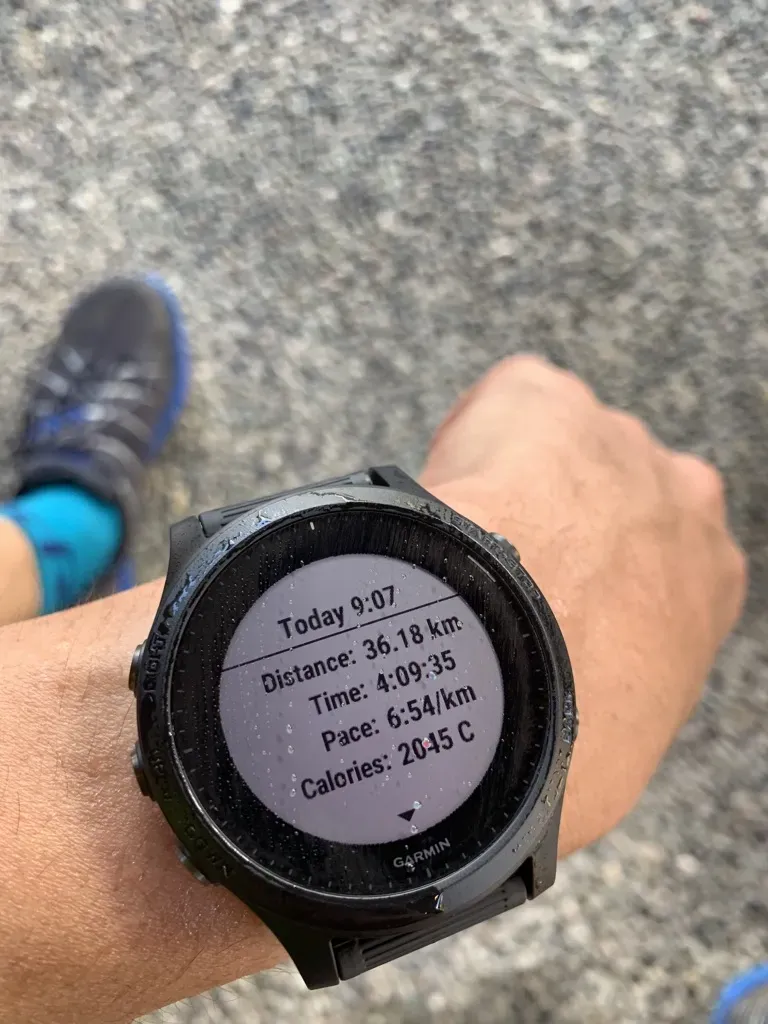 Today 9:07
Distance: 36.18 km
Time: 4:09:35
Pace: 6:54/km
Calories: 2045 C
GARMIN